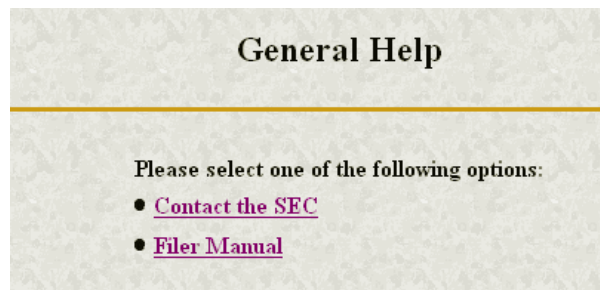 General Help
Please select one of the following options:
Contact the SEC
Filer Manual